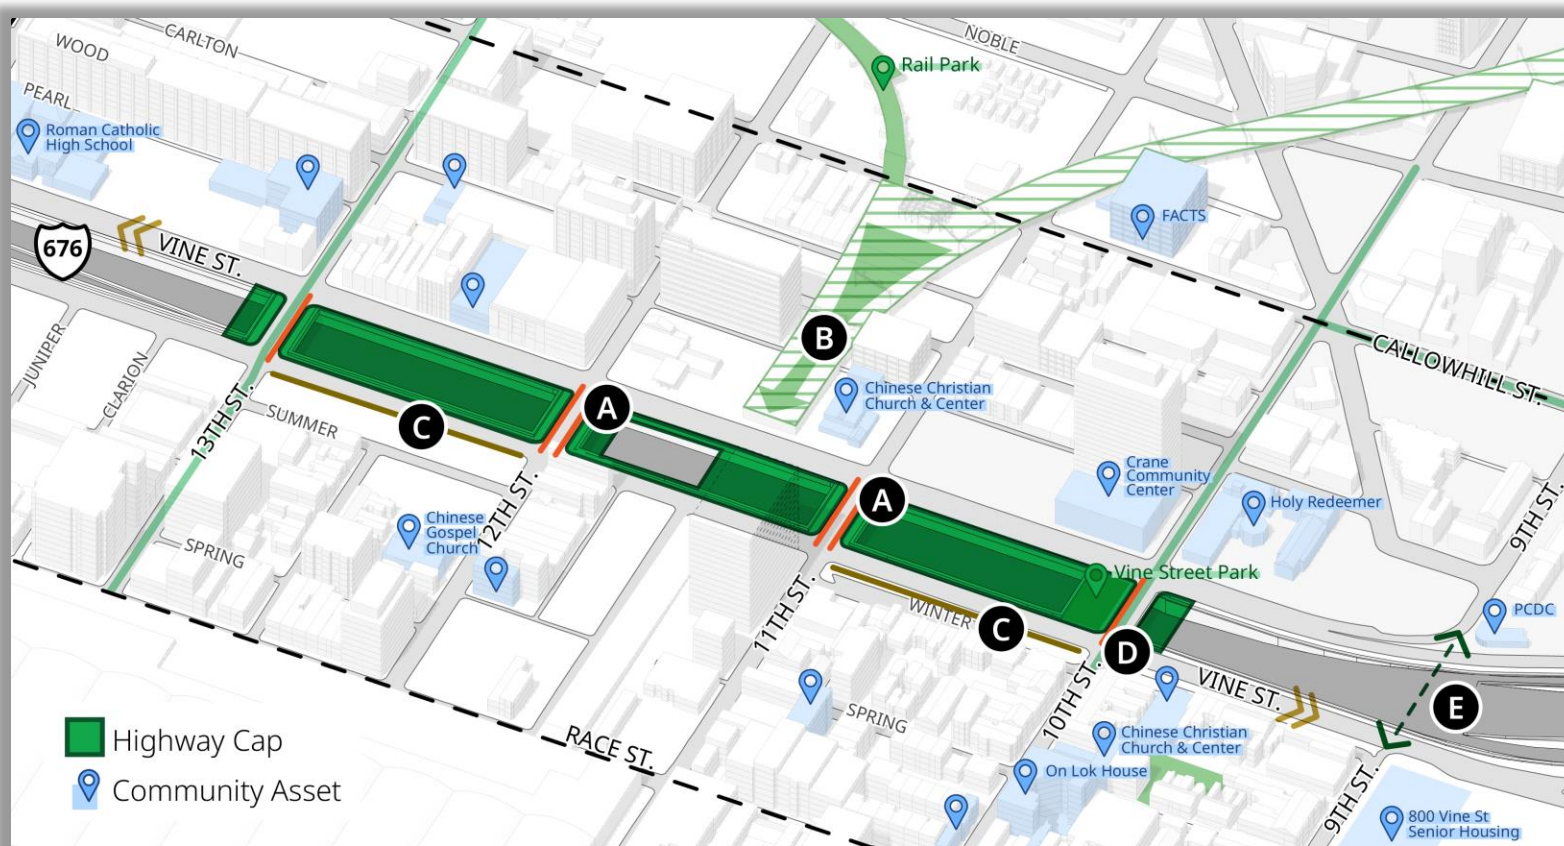 CARLTON
NOBLE
WOOD
Rail Park
PEARL
Roman Catholic
High School
FACTS
676
VINE ST.
B
CALLOWHILL ST.
JUNIPER
CLARION
13TH ST.
SUMMER
C
A
Chinese Christian
Church & Center
Crane
Community
Center
Holy Redeemer
9TH ST.
A
12TH ST.
Chinese
Gospel
Church
SPRING
Vine Street Park
11TH ST.
WINTER
C
D
PCDC
10TH ST.
VINE ST.
E
SPRING
RACE ST.
Chinese Christian
Church & Center
On Lok House
9TH ST.
800 Vine St
Senior Housing
Highway Cap
Community Asset